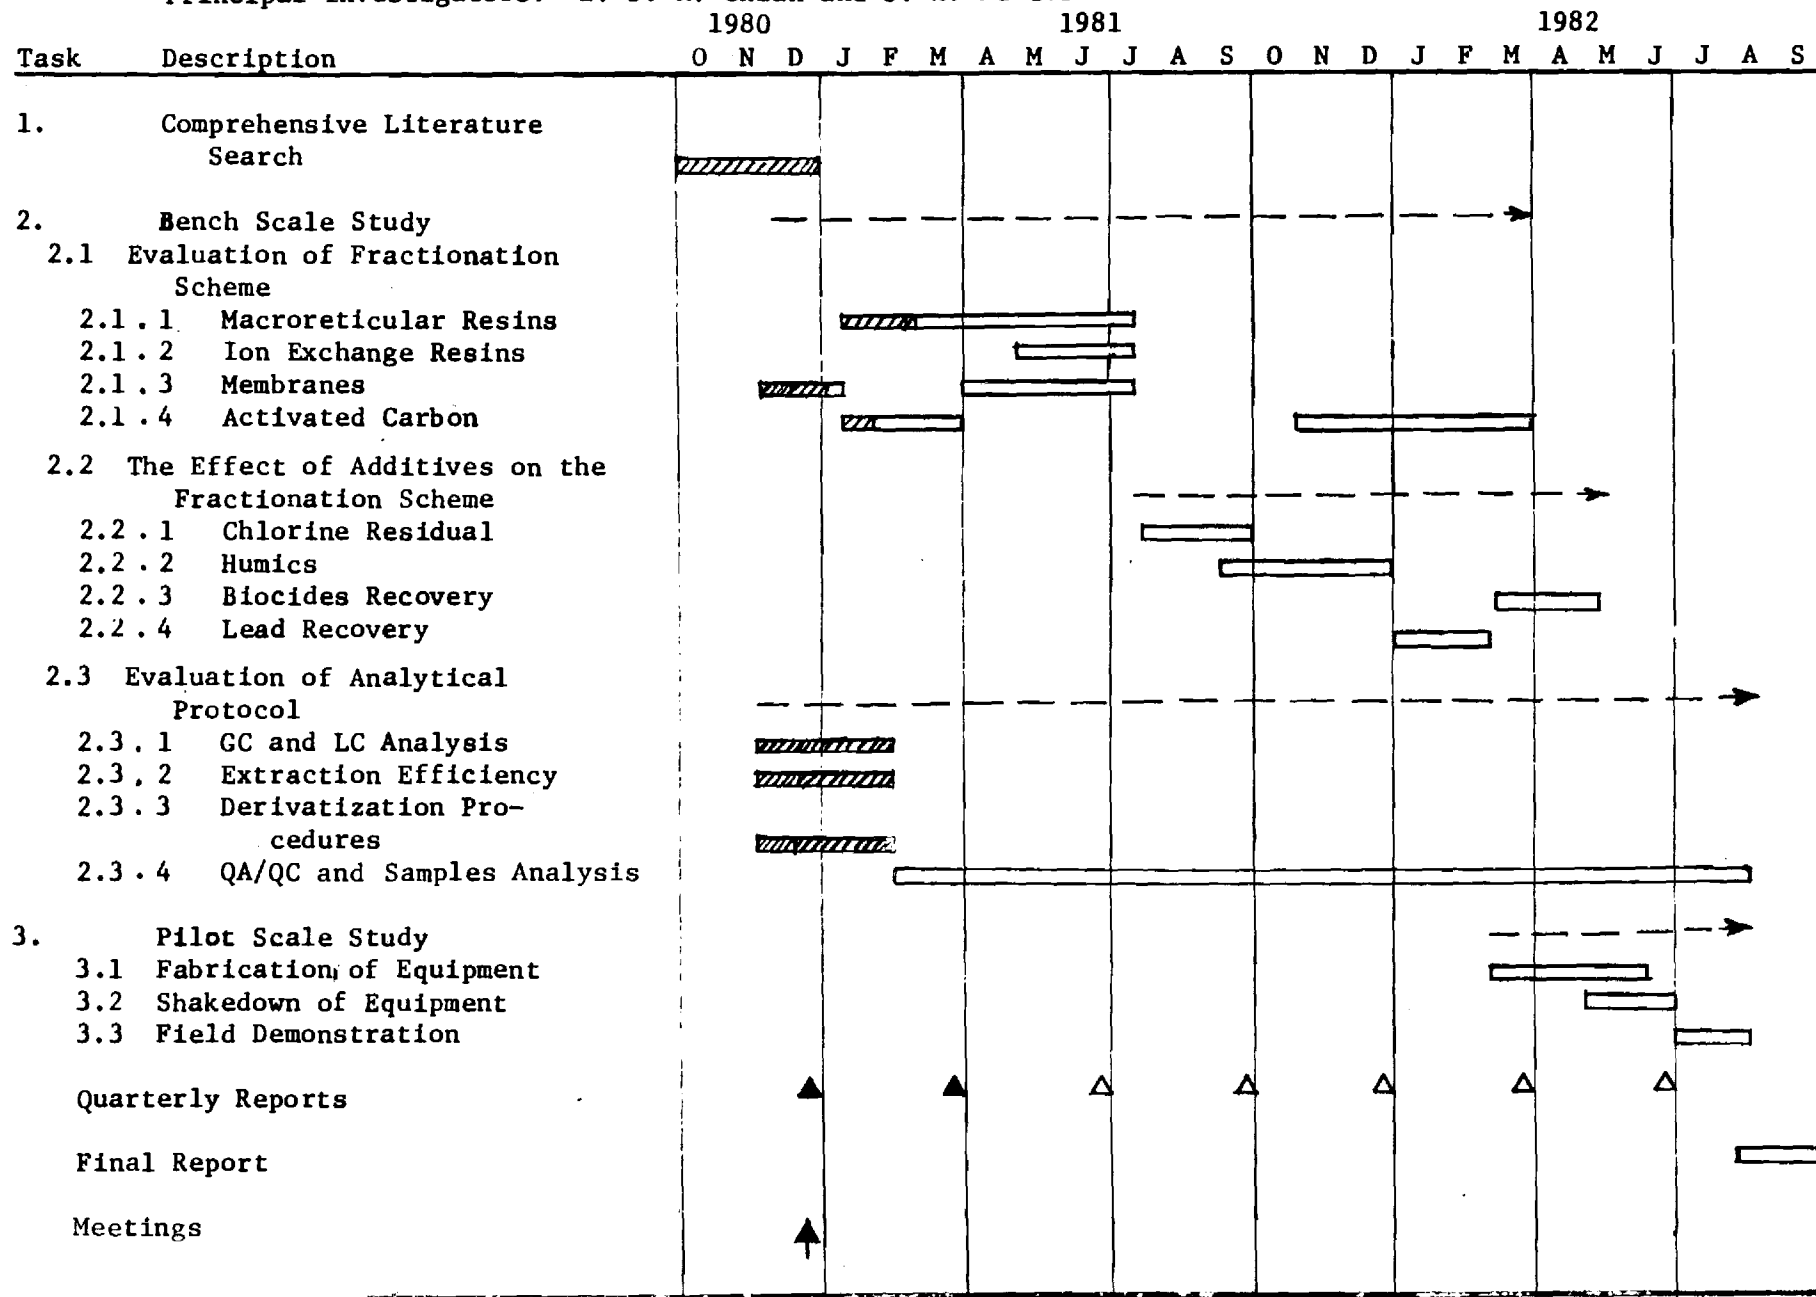 1980 1981 1982
Task Description O N D J F M A M J J A S O N D J F M A M J J A S
1. Comprehensive Literature
Search
2. Bench Scale Study
2.1 Evaluation of Fractionation
Scheme
2.1.1 Macroreticular Resins
2.1.2 Ion Exchange Resins
2.1.3 Membranes
2.1.4 Activated Carbon
2.2 The Effect of Additives on the
Fractionation Scheme
2.2.1 Chlorine Residual
2.2.2 Humics
2.2.3 Biocides Recovery
2.2.4 Lead Recovery
2.3 Evaluation of Analytical
Protocol
2.3.1 GC and LC Analysis
2.3.2 Extraction Efficiency
2.3.3 Derivatization Pro-
cedures
2.3.4 QA/QC and Samples Analysis
3. Pilot Scale Study
3.1 Fabrication of Equipment
3.2 Shakedown of Equipment
3.3 Field Demonstration
Quarterly Reports
Final Report
Meetings